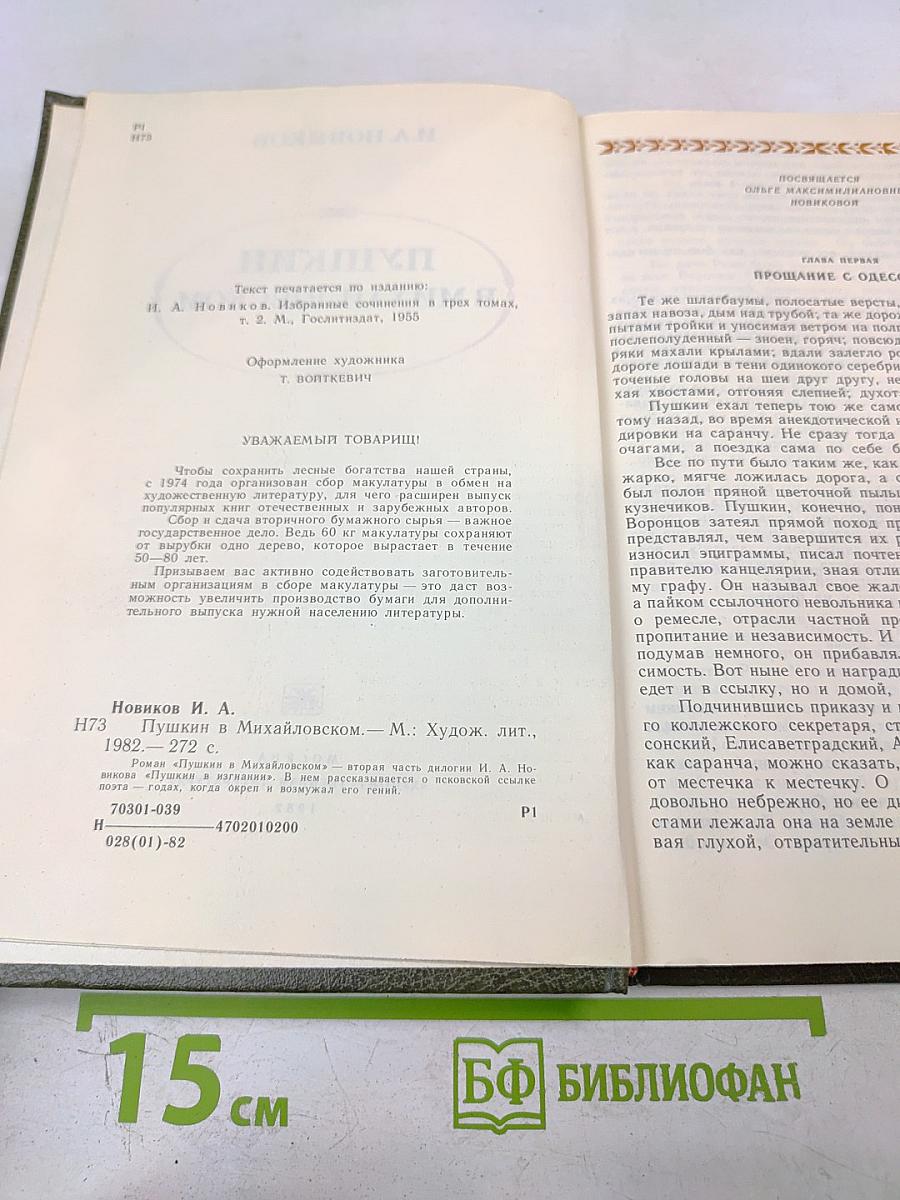 Р1
Н73
Текст печатается по изданию:
И. А. Новиков. Избранные сочинения в трех томах,
т. 2. М., Гослитиздат, 1955
Оформление художника
Т. ВОЙТКЕВИЧ
УВАЖАЕМЫЙ ТОВАРИЩ!
Чтобы сохранить лесные богатства нашей страны,
с 1974 года организован сбор макулатуры в обмен на
художественную литературу, для чего расширен выпуск
популярных книг отечественных и зарубежных авторов.
Сбор и сдача вторичного бумажного сырья — важное
государственное дело. Ведь 60 кг макулатуры сохраняют
от вырубки одно дерево, которое вырастает в течение
50—80 лет.
Призываем вас активно содействовать заготовитель-
ным организациям в сборе макулатуры — это даст воз-
можность увеличить производство бумаги для дополни-
тельного выпуска нужной населению литературы.
Новиков И. А.
Н73 Пушкин в Михайловском.— М.: Худож. лит.,
1982.— 272 с.
Роман «Пушкин в Михайловском» — вторая часть дилогии И. А. Но-
викова «Пушкин в изгнании». В нем рассказывается о псковской ссылке
поэта — годах, когда окреп и возмужал его гений.
70301-039
Н————4702010200
028(01)-82
Р1
ПОСВЯЩАЕТСЯ
ОЛЬГЕ МАКСИМИЛИАНОВН
НОВИКОВОЙ
ГЛАВА ПЕРВАЯ
ПРОЩАНИЕ С ОДЕСС
Те же шлагбаумы, полосатые версты,
запах навоза, дым над трубой; та же дорож
пытами тройки и уносимая ветром на полп
послеполуденный — зноен, горяч; повсюд
ряки махали крылами; вдали залегло ро
дороге лошади в тени одинокого серебри
точеные головы на шеи друг другу, не
хая хвостами, отгоняя слепней; духот
Пушкин ехал теперь тою же само
тому назад, во время анекдотической к
дировки на саранчу. Не сразу тогда
очагами, а поездка сама по себе б
Все по пути было таким же, как
жарко, мягче ложилась дорога, а с
был полон пряной цветочной пыль
кузнечиков. Пушкин, конечно, пон
Воронцов затеял прямой поход пр
представлял, чем завершится их р
износил эпиграммы, писал почтен
правителю канцелярии, зная отли
му графу. Он называл свое жал
а пайком ссылочного невольника и
о ремесле, отрасли частной пр
пропитание и независимость. И
подумав немного, он прибавлял
симость. Вот ныне его и награди
едет и в ссылку, но и домой,
Подчинившись приказу и
го коллежского секретаря, ст
сонский, Елисаветградский, А
как саранча, можно сказать,
от местечка к местечку. О
довольно небрежно, но ее ди
стами лежала она на земле
вая глухой, отвратительны
15 см
БФ БИБЛИОФАН